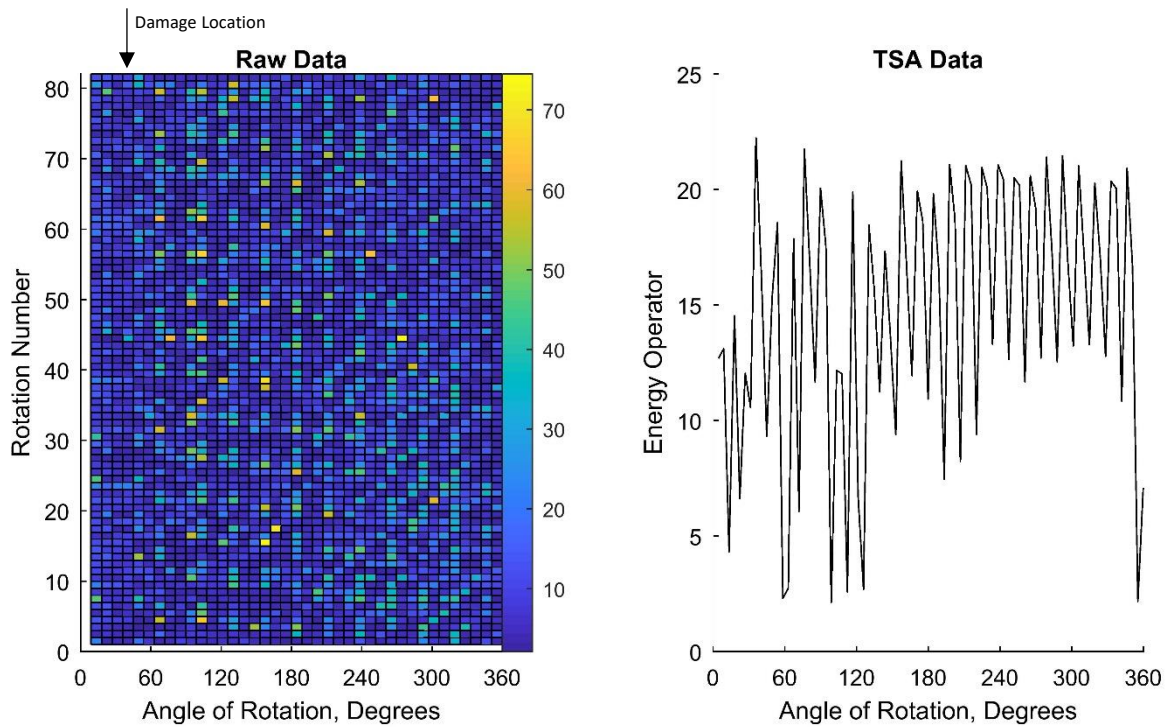 Damage Location
Raw Data
80
70
60
50
40
30
20
10
0
Rotation Number
0 60 120 180 240 300 360
Angle of Rotation, Degrees
70
60
50
40
30
20
10
TSA Data
25
20
15
10
5
0
Energy Operator
0 60 120 180 240 300 360
Angle of Rotation, Degrees